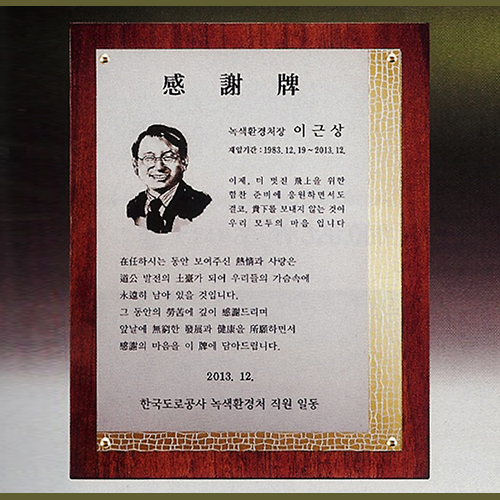 感謝牌
녹색환경처장 이근상
재임기간 : 1983. 12. 19 ~ 2013. 12.
이제, 더 멋진 飛上을 위한
힘찬 준비에 응원하면서도
결코, 貴下를 보내지 않는 것이
우리 모두의 마음 입니다
在任하시는 동안 보여주신 熱情과 사랑은
道公 발전의 土臺가 되어 우리들의 가슴속에
永遠히 남아 있을 것입니다.
그 동안의 勞苦에 깊이 感謝드리며
앞날에 無窮한 發展과 健康을 所願하면서
感謝의 마음을 이 牌에 담아드립니다.
2013. 12.
한국도로공사 녹색환경처 직원 일동